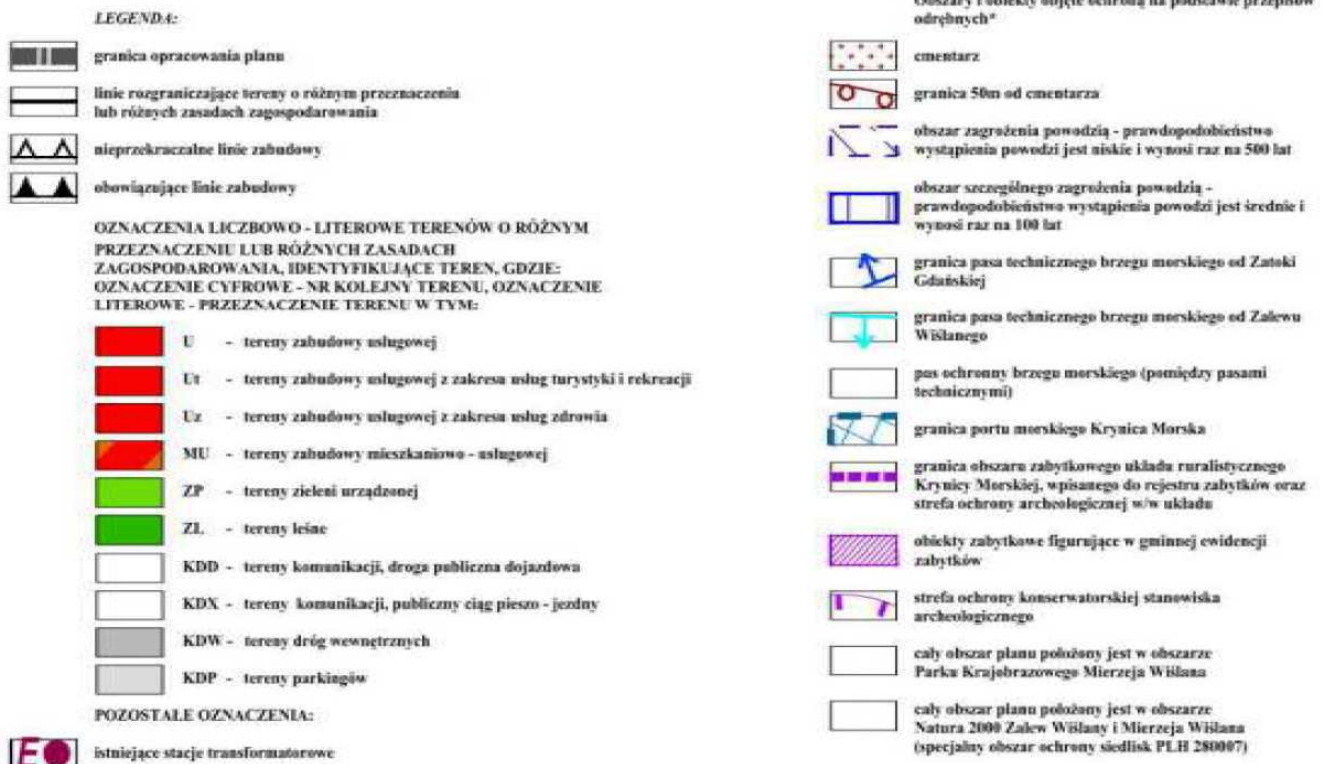 LEGENDA:
granica opracowania planu
linie rozgraniczające tereny o różnym przeznaczeniu
lub różnych zasadach zagospodarowania
nieprzekraczalne linie zabudowy
obowiązujące linie zabudowy
OZNACZENIA LICZBOWO - LITEROWE TERENÓW O RÓŻNYM
PRZEZNACZENIU LUB RÓŻNYCH ZASADACH
ZAGOSPODAROWANIA, IDENTYFIKUJĄCE TEREN, GDZIE:
OZNACZENIE CYFROWE - NR KOLEJNY TERENU, OZNACZENIE
LITEROWE - PRZEZNACZENIE TERENU W TYM:
U - tereny zabudowy usługowej
Ut - tereny zabudowy usługowej z zakresu usług turystyki i rekreacji
Uz - tereny zabudowy usługowej z zakresu usług zdrowia
MU - tereny zabudowy mieszkaniowo - usługowej
ZP - tereny zieleni urządzonej
ZL - tereny leśne
KDD - tereny komunikacji, droga publiczna dojazdowa
KDX - tereny komunikacji, publiczny ciąg pieszo - jezdny
KDW - tereny dróg wewnętrznych
KDP - tereny parkingów
POZOSTAŁE OZNACZENIA:
E istniejące stacje transformatorowe
Obszary i obiekty objęte ochroną na podstawie przepisów
odrębnych*
cmentarz
granica 50m od cmentarza
obszar zagrożenia powodzią - prawdopodobieństwo
wystąpienia powodzi jest niskie i wynosi raz na 500 lat
obszar szczególnego zagrożenia powodzią -
prawdopodobieństwo wystąpienia powodzi jest średnie i
wynosi raz na 100 lat
granica pasa technicznego brzegu morskiego od Zatoki
Gdańskiej
granica pasa technicznego brzegu morskiego od Zalewu
Wiślanego
pas ochronny brzegu morskiego (pomiędzy pasami
technicznymi)
granica portu morskiego Krynica Morska
granica obszaru zabytkowego układu ruralistycznego
Krynicy Morskiej, wpisanego do rejestru zabytków oraz
strefa ochrony archeologicznej w/w układu
obiekty zabytkowe figurujące w gminnej ewidencji
zabytków
strefa ochrony konserwatorskiej stanowiska
archeologicznego
cały obszar planu położony jest w obszarze
Parku Krajobrazowego Mierzeja Wiślana
cały obszar planu położony jest w obszarze
Natura 2000 Zalew Wiślany i Mierzeja Wiślana
(specjalny obszar ochrony siedlisk PLH 280007)